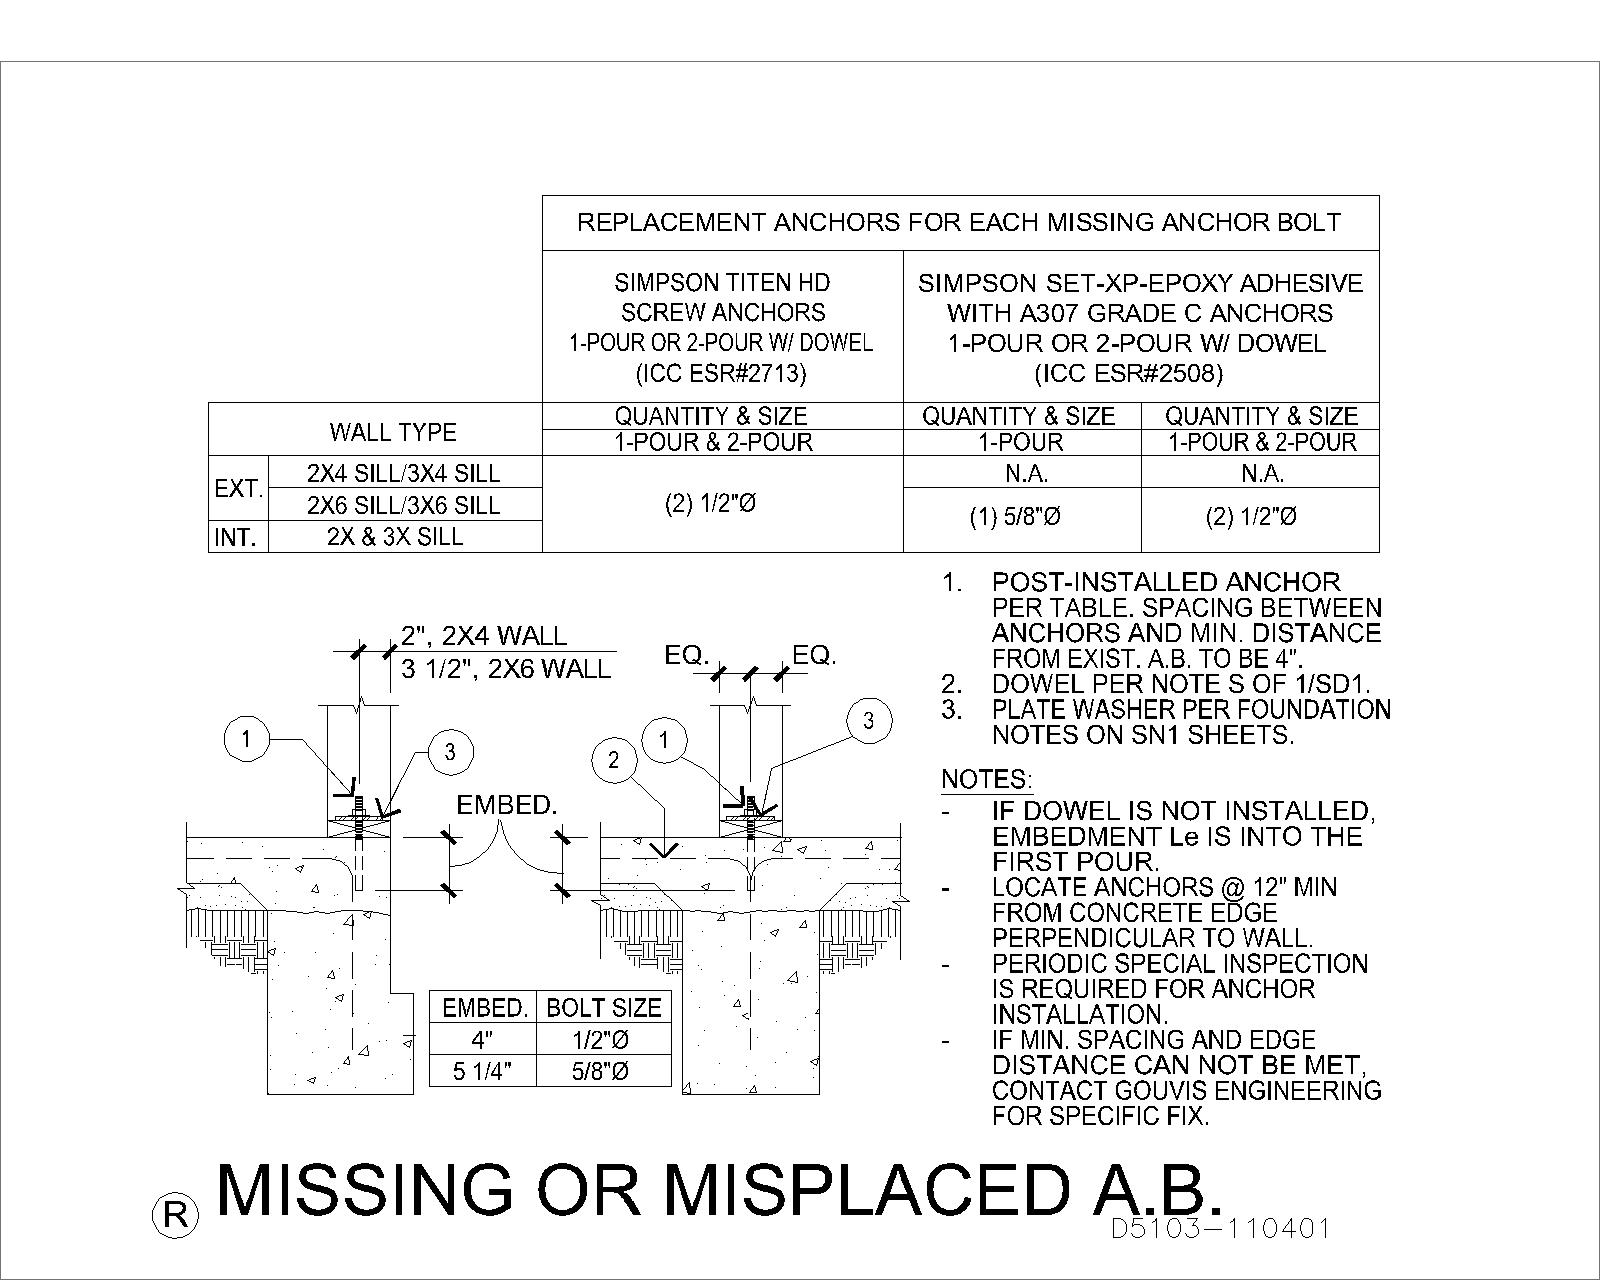 REPLACEMENT ANCHORS FOR EACH MISSING ANCHOR BOLT
SIMPSON TITEN HD
SCREW ANCHORS
1-POUR OR 2-POUR W/ DOWEL
(ICC ESR#2713)
SIMPSON SET-XP-EPOXY ADHESIVE
WITH A307 GRADE C ANCHORS
1-POUR OR 2-POUR W/ DOWEL
(ICC ESR#2508)
WALL TYPE
QUANTITY & SIZE
1-POUR & 2-POUR
QUANTITY & SIZE
1-POUR
QUANTITY & SIZE
1-POUR & 2-POUR
EXT.
2X4 SILL/3X4 SILL
2X6 SILL/3X6 SILL
INT.
2X & 3X SILL
(2) 1/2"Ø
N.A.
N.A.
(1) 5/8"Ø
(2) 1/2"Ø
2", 2X4 WALL
3 1/2", 2X6 WALL
1
3
EMBED.
EQ.
EQ.
2
1
3
EMBED.
BOLT SIZE
4"
1/2"Ø
5 1/4"
5/8"Ø
1. POST-INSTALLED ANCHOR
PER TABLE. SPACING BETWEEN
ANCHORS AND MIN. DISTANCE
FROM EXIST. A.B. TO BE 4".
2. DOWEL PER NOTE S OF 1/SD1.
3. PLATE WASHER PER FOUNDATION
NOTES ON SN1 SHEETS.
NOTES:
- IF DOWEL IS NOT INSTALLED,
EMBEDMENT Le IS INTO THE
FIRST POUR.
- LOCATE ANCHORS @ 12" MIN
FROM CONCRETE EDGE
PERPENDICULAR TO WALL.
- PERIODIC SPECIAL INSPECTION
IS REQUIRED FOR ANCHOR
INSTALLATION.
- IF MIN. SPACING AND EDGE
DISTANCE CAN NOT BE MET,
CONTACT GOUVIS ENGINEERING
FOR SPECIFIC FIX.
R
MISSING OR MISPLACED A.B.
D5103-110401